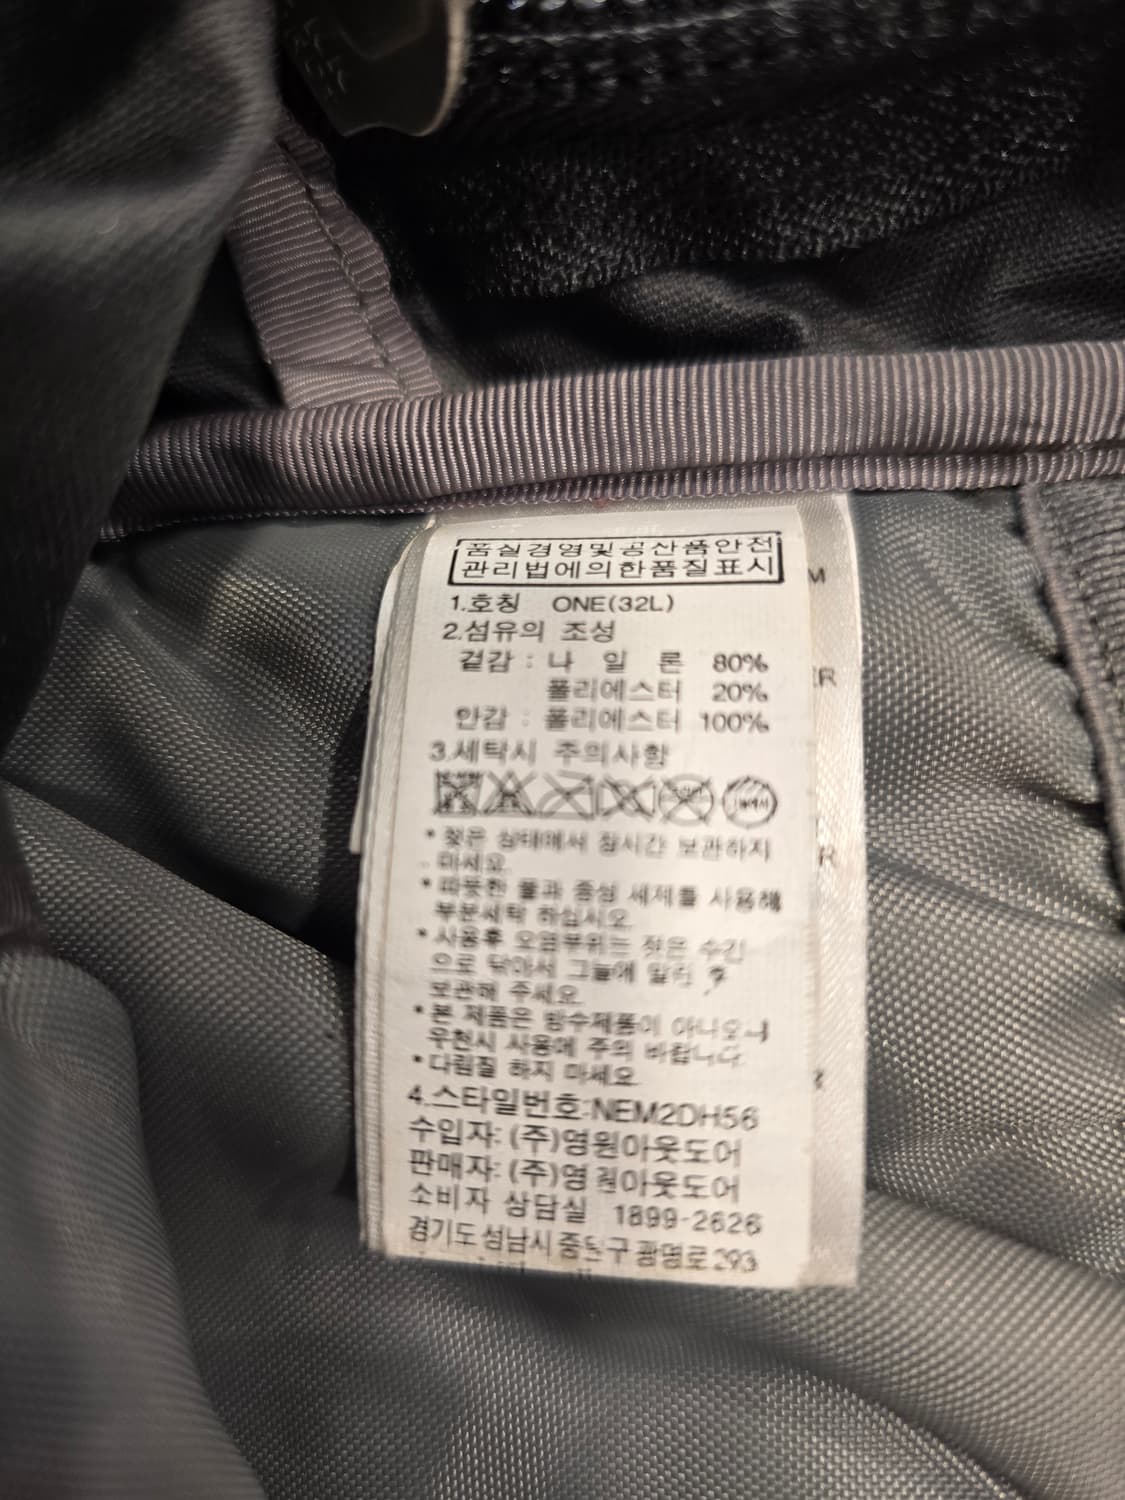 품질경영및공산품안전
관리법에의한품질표시
1.호칭 ONE(32L)
2.섬유의 조성
겉감 : 나 일 론 80%
폴리에스터 20%
안감 : 폴리에스터 100%
3.세탁시 주의사항
* 젖은 상태에서 장시간 보관하지
마세요.
* 따뜻한 물과 중성 세제를 사용해
부분세탁 하십시오.
* 사용후 오염부위는 젖은 수건
으로 닦아서 그늘에 말린 후
보관해 주세요.
* 본 제품은 방수제품이 아니오니
우천시 사용에 주의 바랍니다.
* 다림질 하지 마세요.
4.스타일번호:NEM2DH56
수입자: (주)영원아웃도어
판매자: (주)영원아웃도어
소비자 상담실 1899-2626
경기도 성남시 중원구 광명로 293
M
ER
R